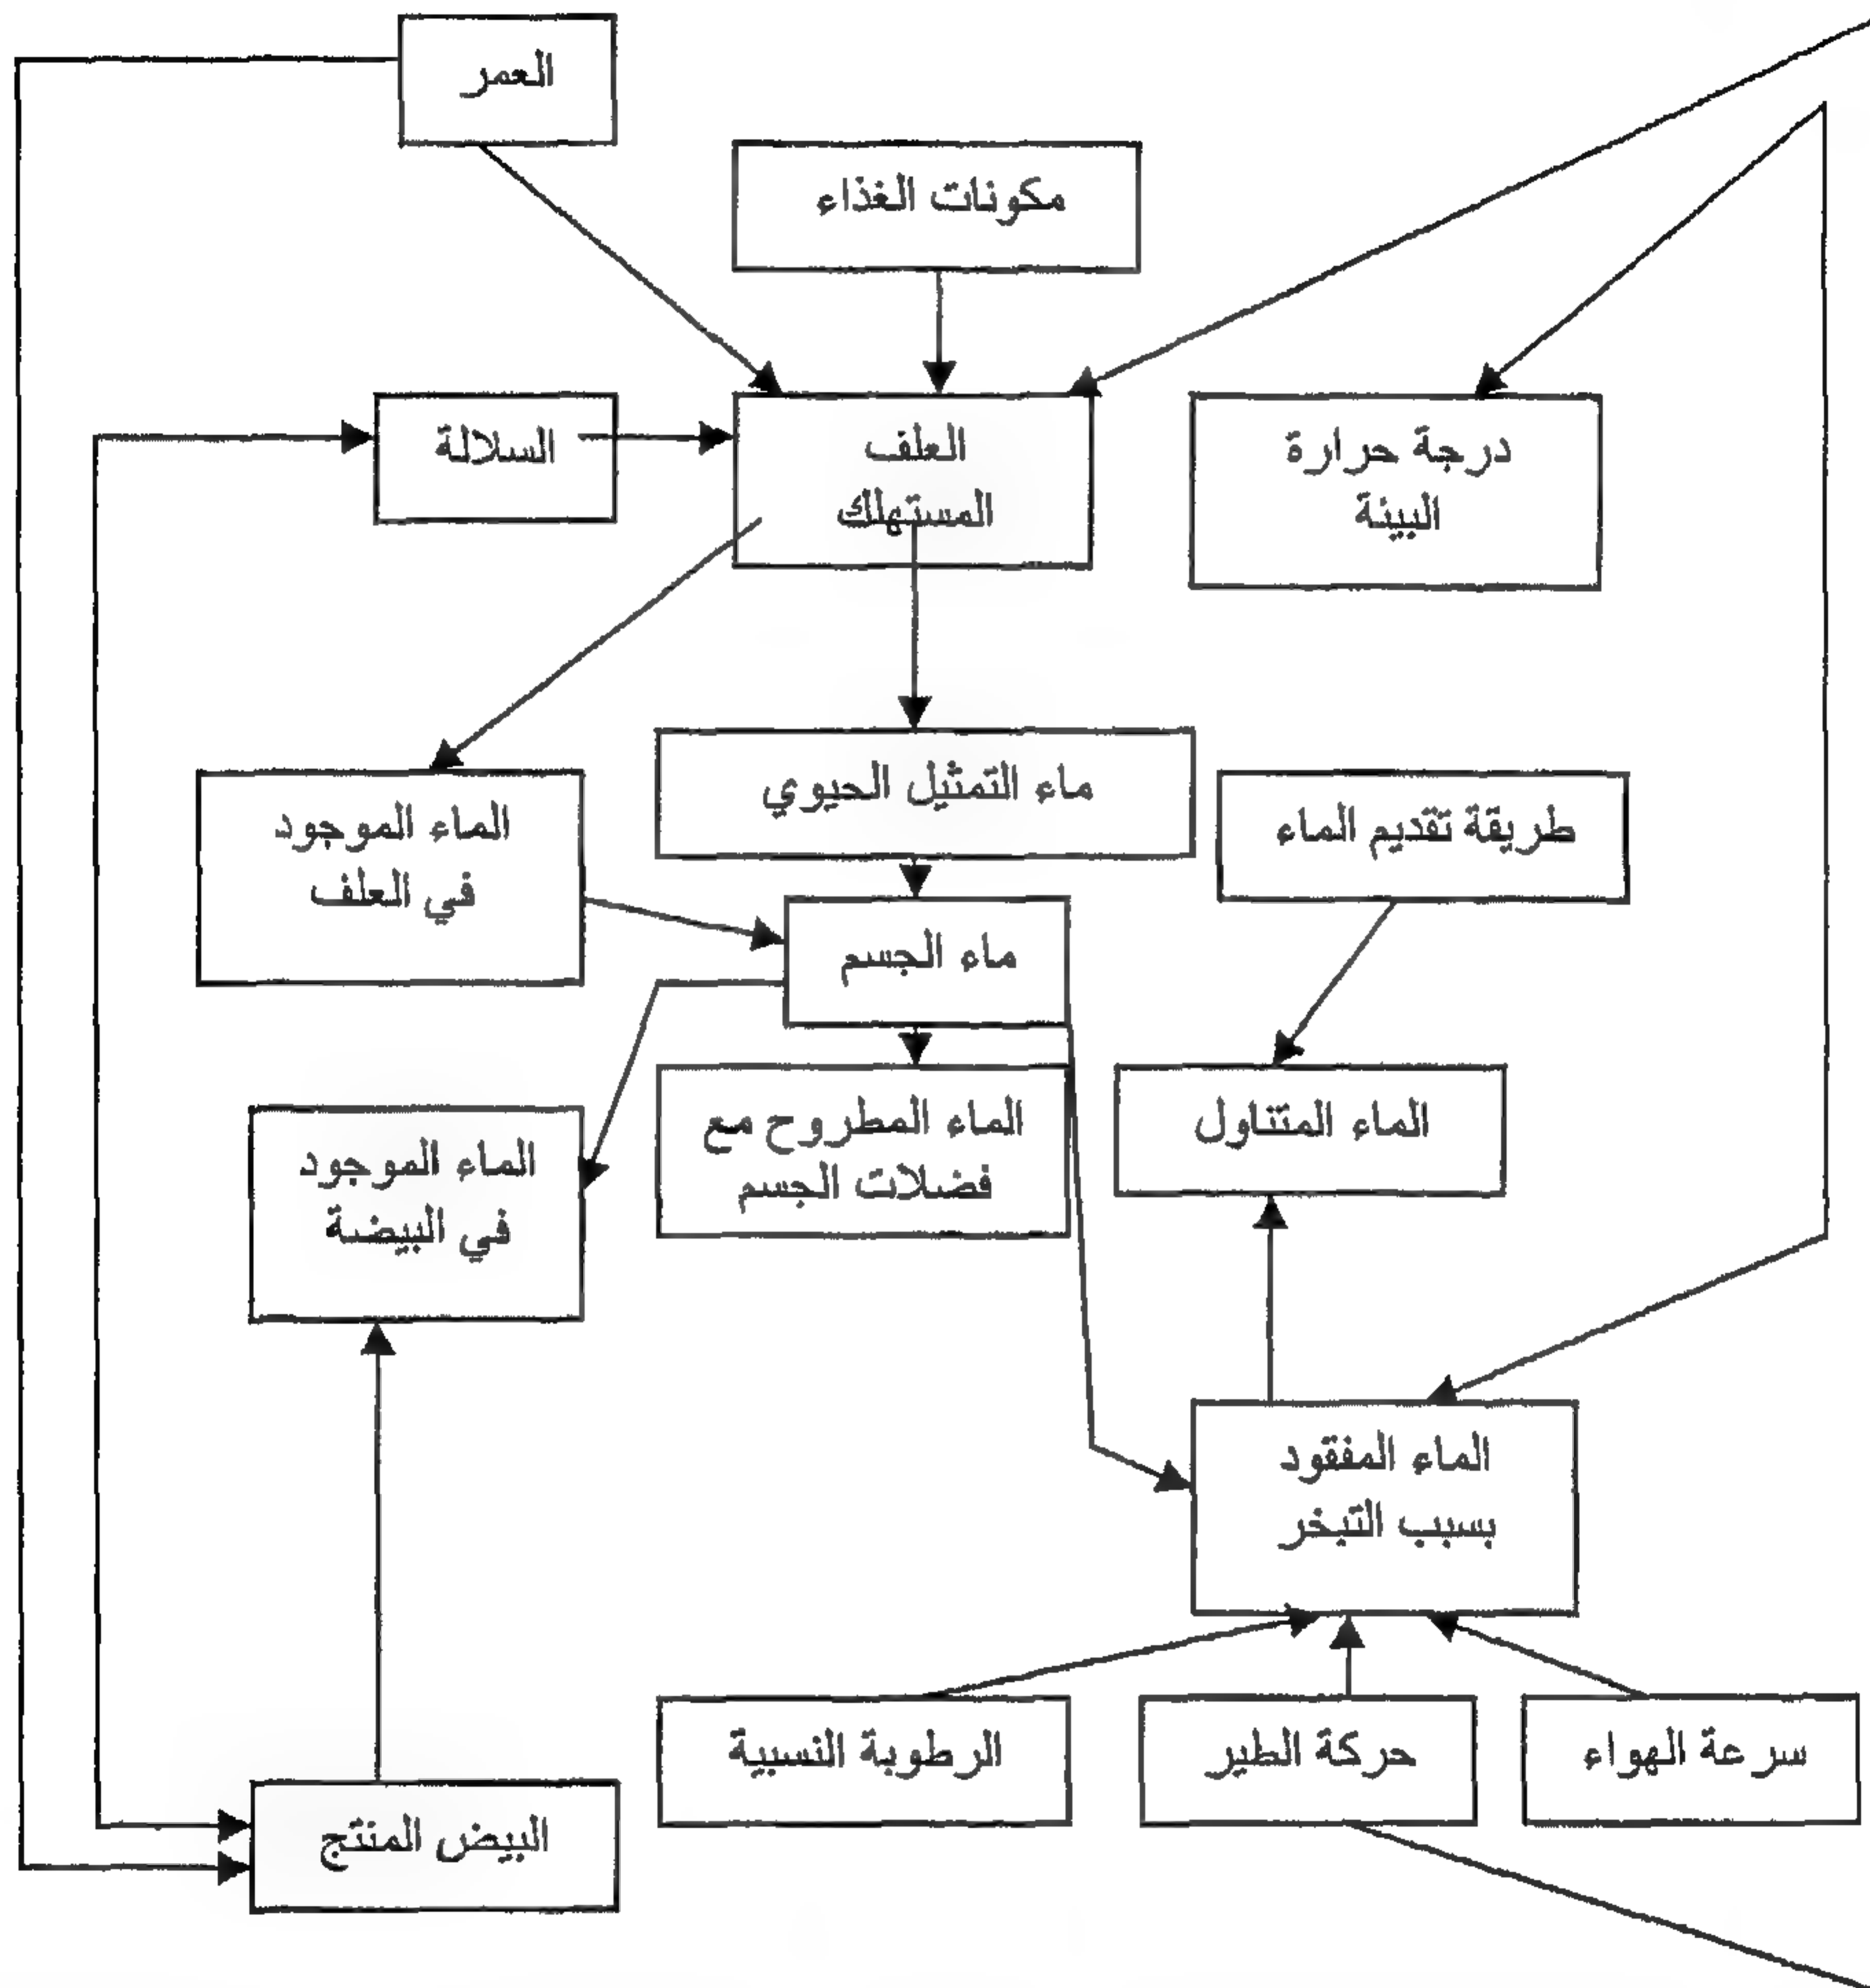 العمر
مكونات الغذاء
السلالة
العلف
المستهلك
درجة حرارة
البيئة
ماء التمثيل الحيوي
طريقة تقديم الماء
الماء الموجود
في العلف
ماء الجسم
الماء المطروح مع
فضلات الجسم
الماء المتناول
الماء الموجود
في البيضة
الماء المفقود
بسبب التبخر
سرعة الهواء
حركة الطير
الرطوبة النسبية
البيض المنتج